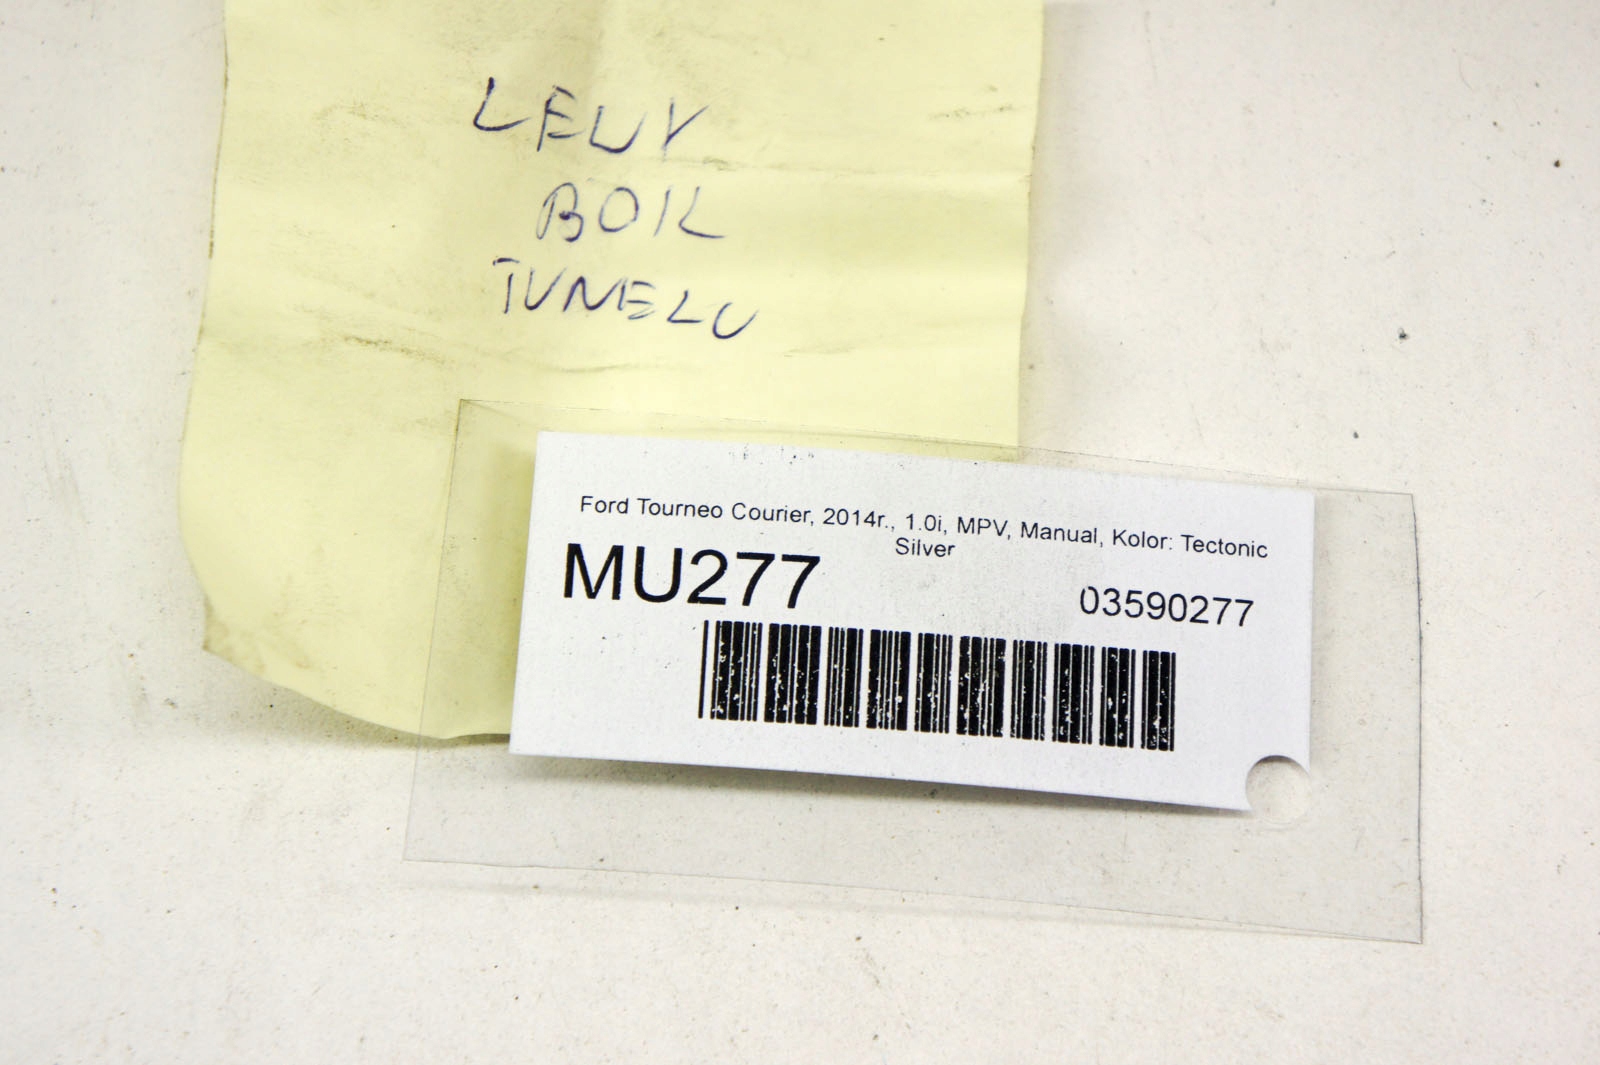 LEWY
BOK
TUNELU
Ford Tourneo Courier, 2014r., 1.0i, MPV, Manual, Kolor: Tectonic
Silver
MU277
03590277